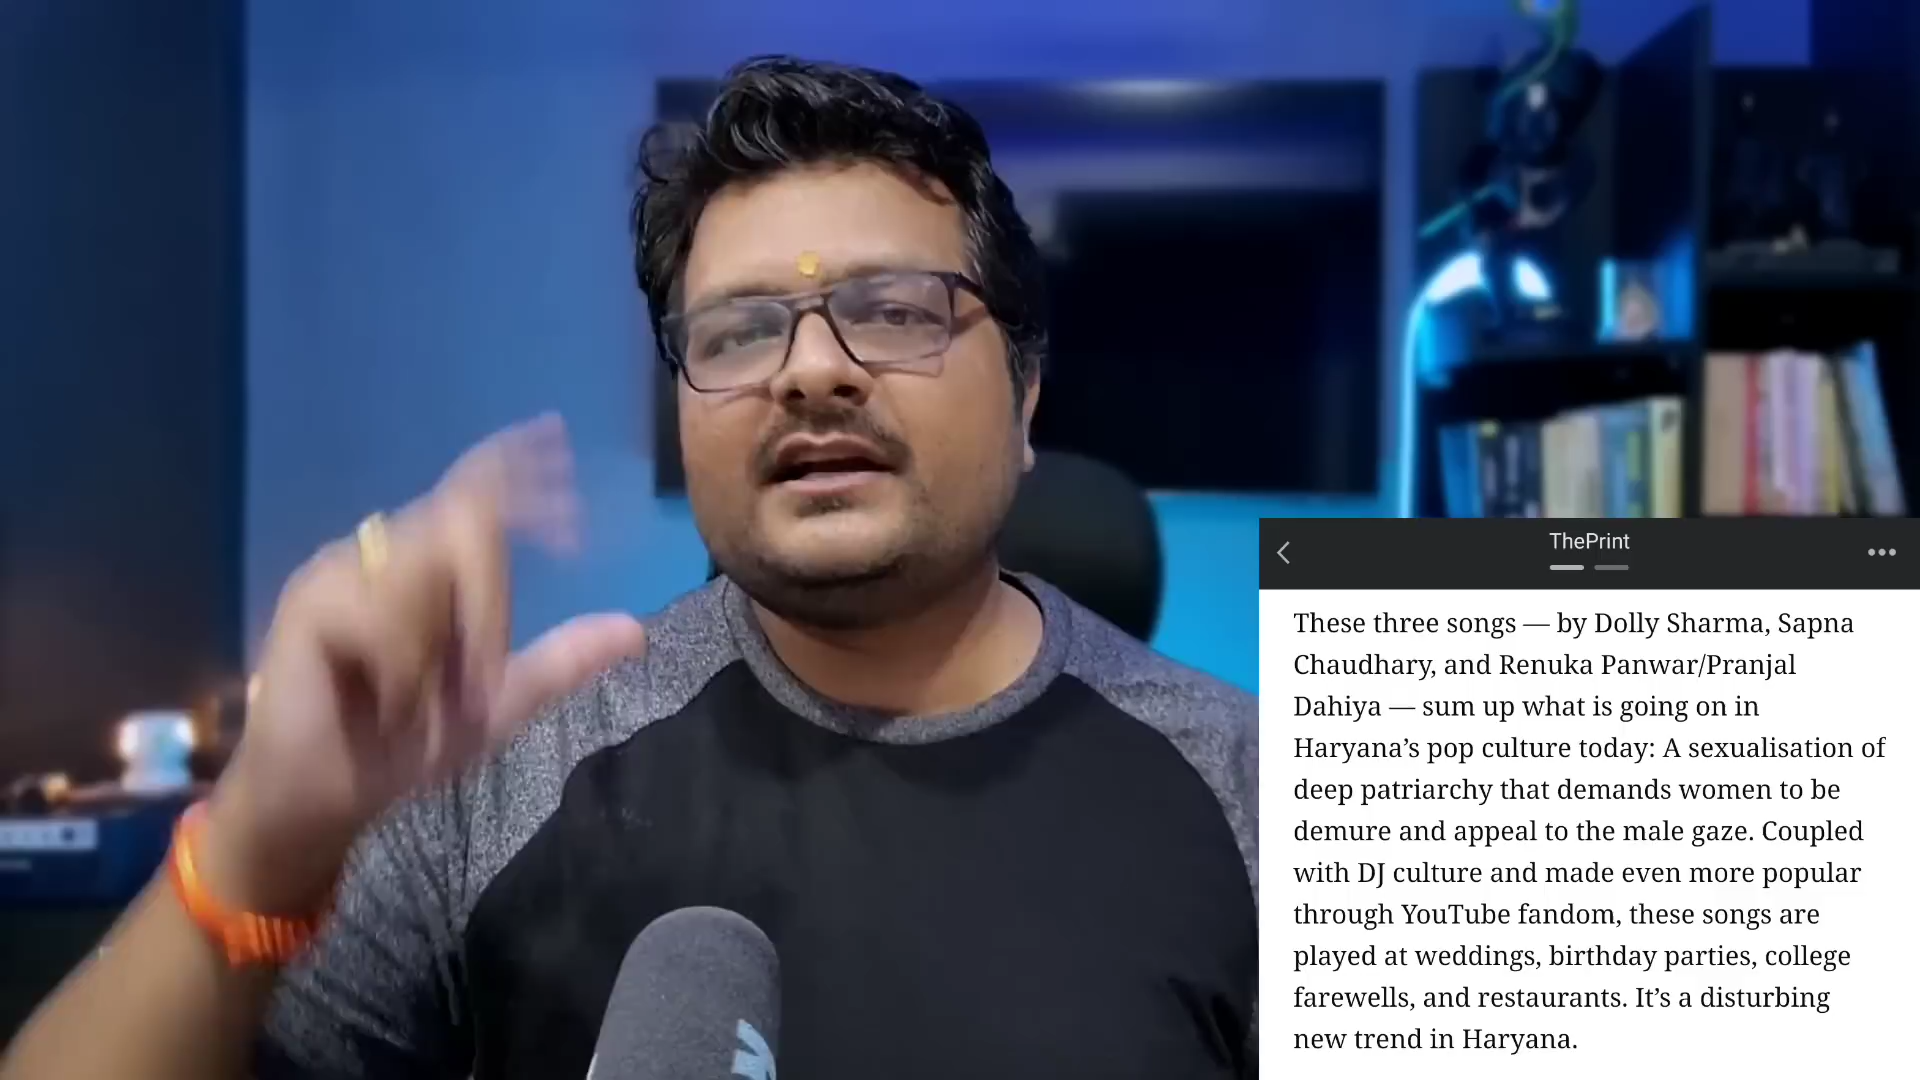 ThePrint
These three songs — by Dolly Sharma, Sapna
Chaudhary, and Renuka Panwar/Pranjal
Dahiya — sum up what is going on in
Haryana’s pop culture today: A sexualisation of
deep patriarchy that demands women to be
demure and appeal to the male gaze. Coupled
with DJ culture and made even more popular
through YouTube fandom, these songs are
played at weddings, birthday parties, college
farewells, and restaurants. It’s a disturbing
new trend in Haryana.